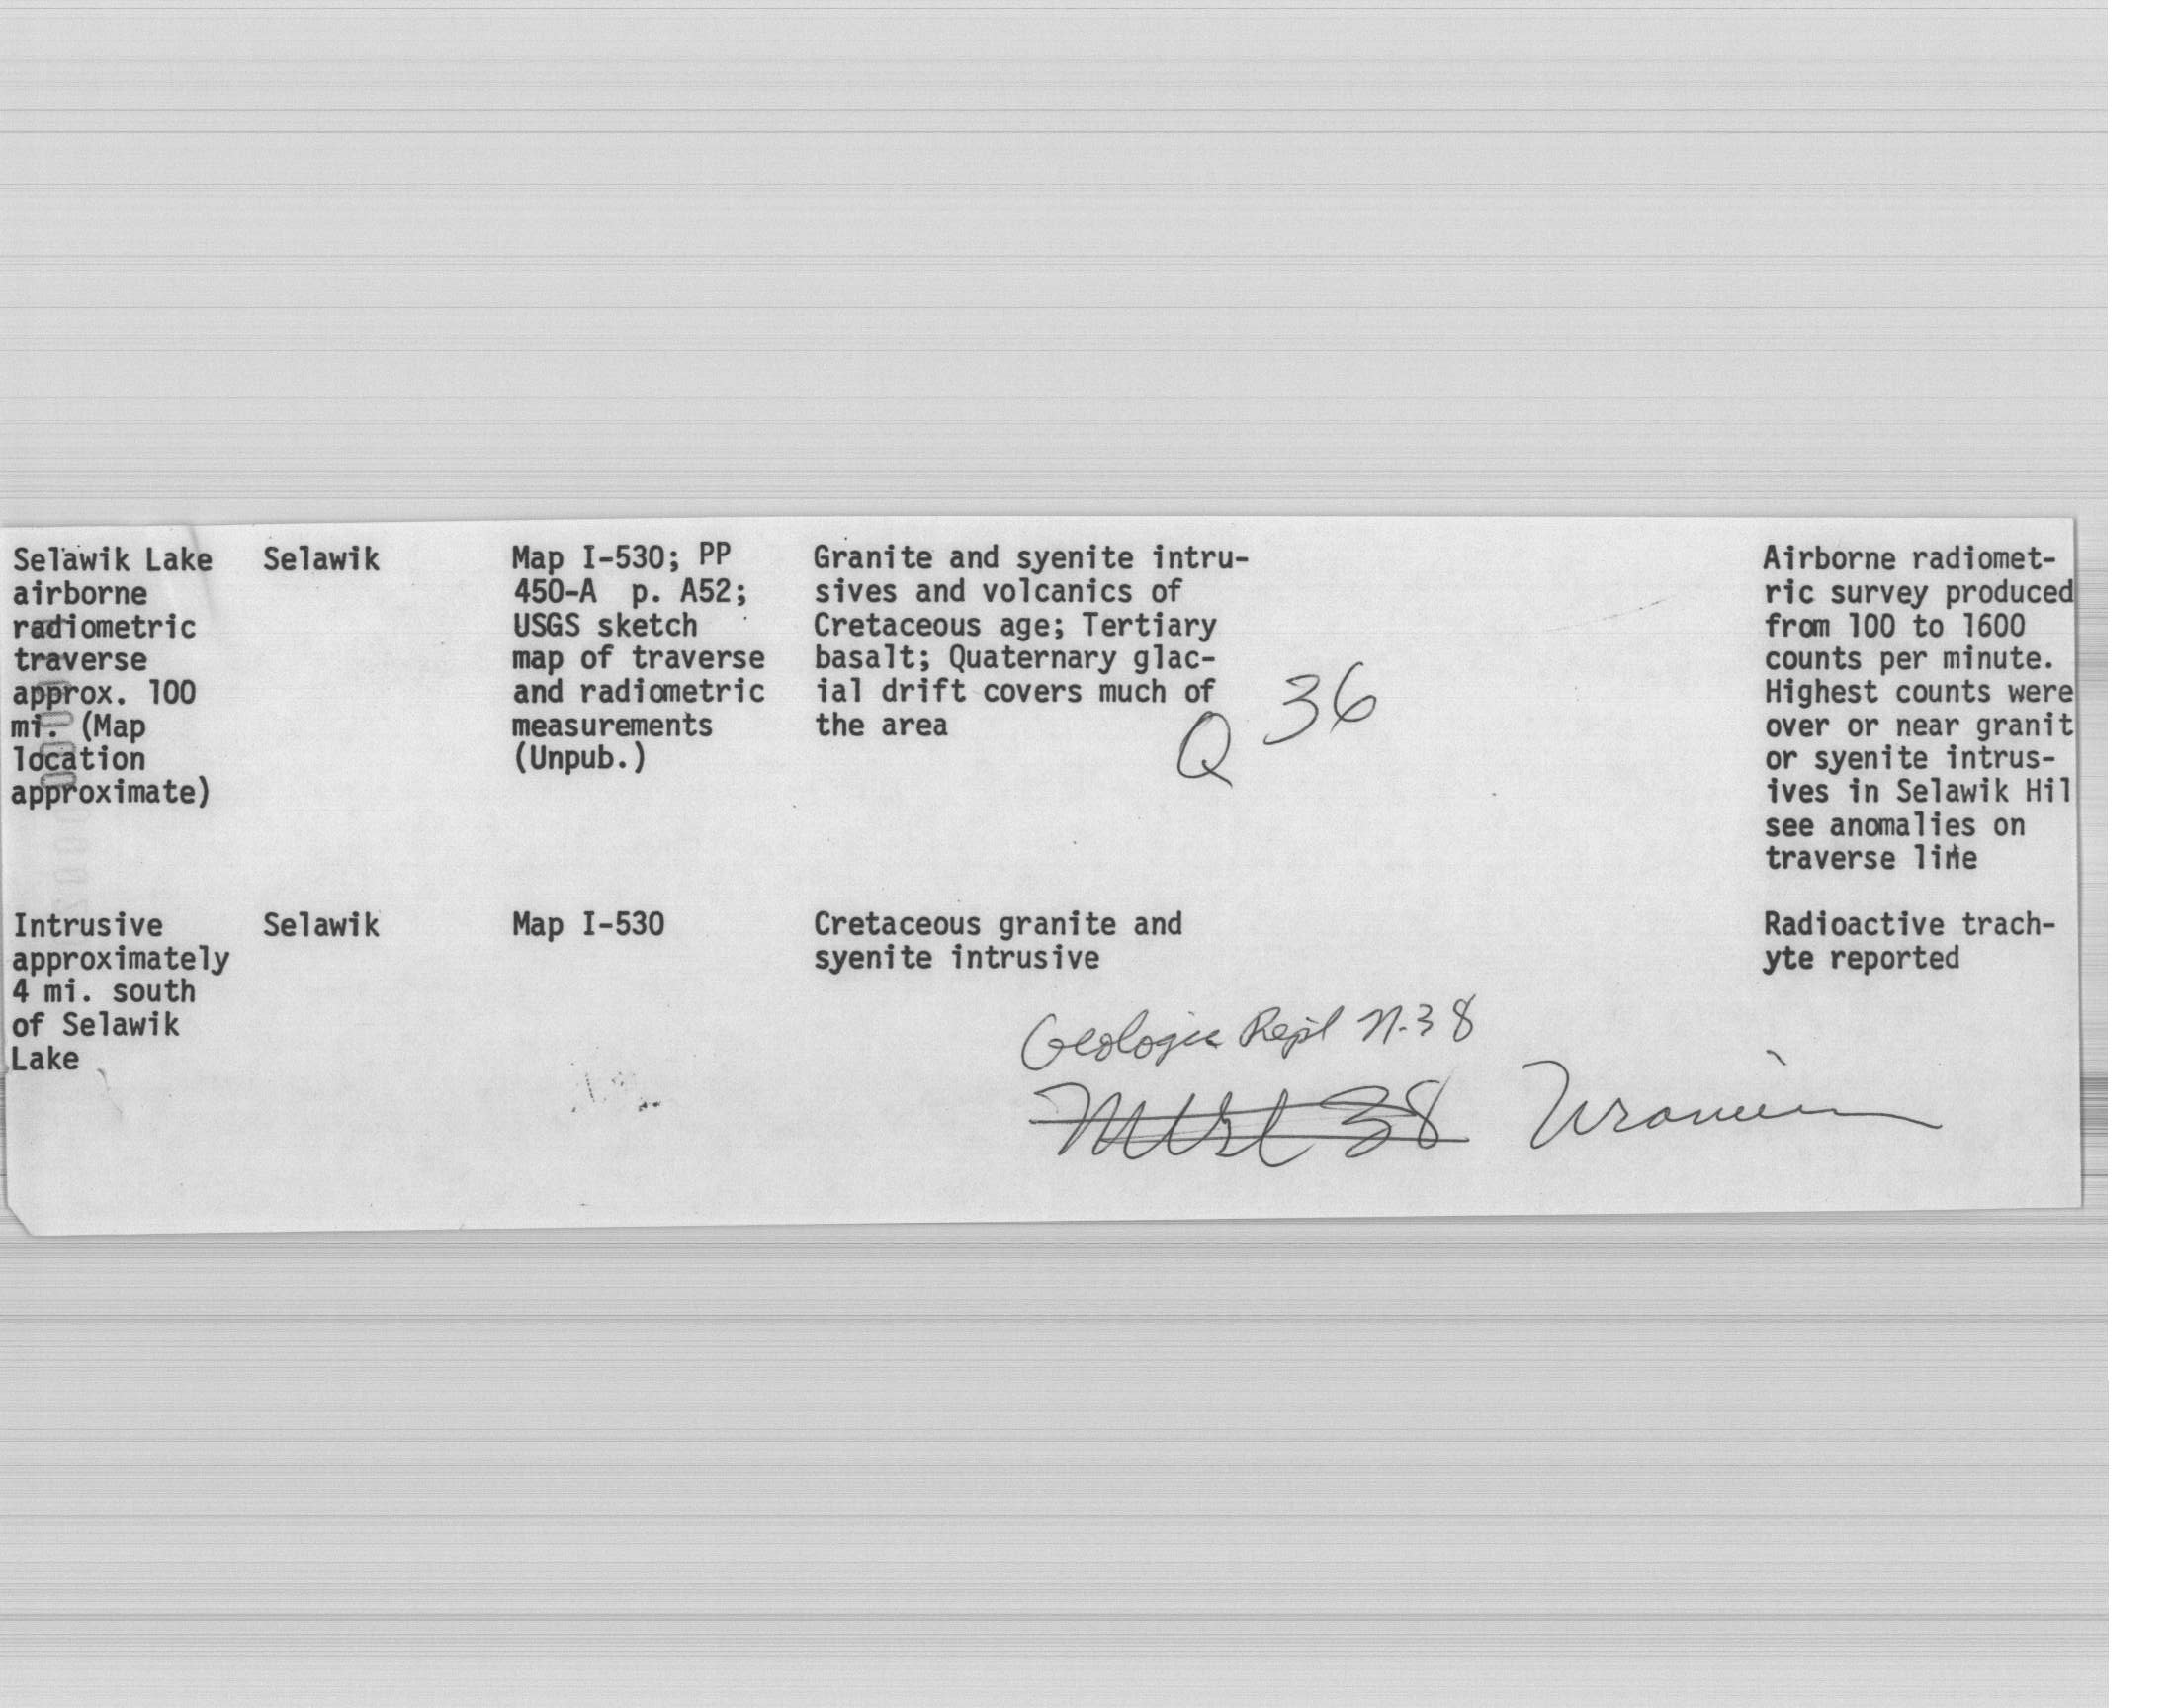 Selawik Lake
airborne
radiometric
traverse
approx. 100
mi. (Map
location
approximate)
Selawik
Map I-530; PP
450-A p. A52;
USGS sketch
map of traverse
and radiometric
measurements
(Unpub.)
Granite and syenite intru-
sives and volcanics of
Cretaceous age; Tertiary
basalt; Quaternary glac-
ial drift covers much of
the area
Q 36
Airborne radiomet-
ric survey produced
from 100 to 1600
counts per minute.
Highest counts were
over or near granit
or syenite intrus-
ives in Selawik Hil
see anomalies on
traverse line
Intrusive
approximately
4 mi. south
of Selawik
Lake
Selawik
Map I-530
Cretaceous granite and
syenite intrusive
Radioactive trach-
yte reported
Geologic Rept n.38
38 Uranium